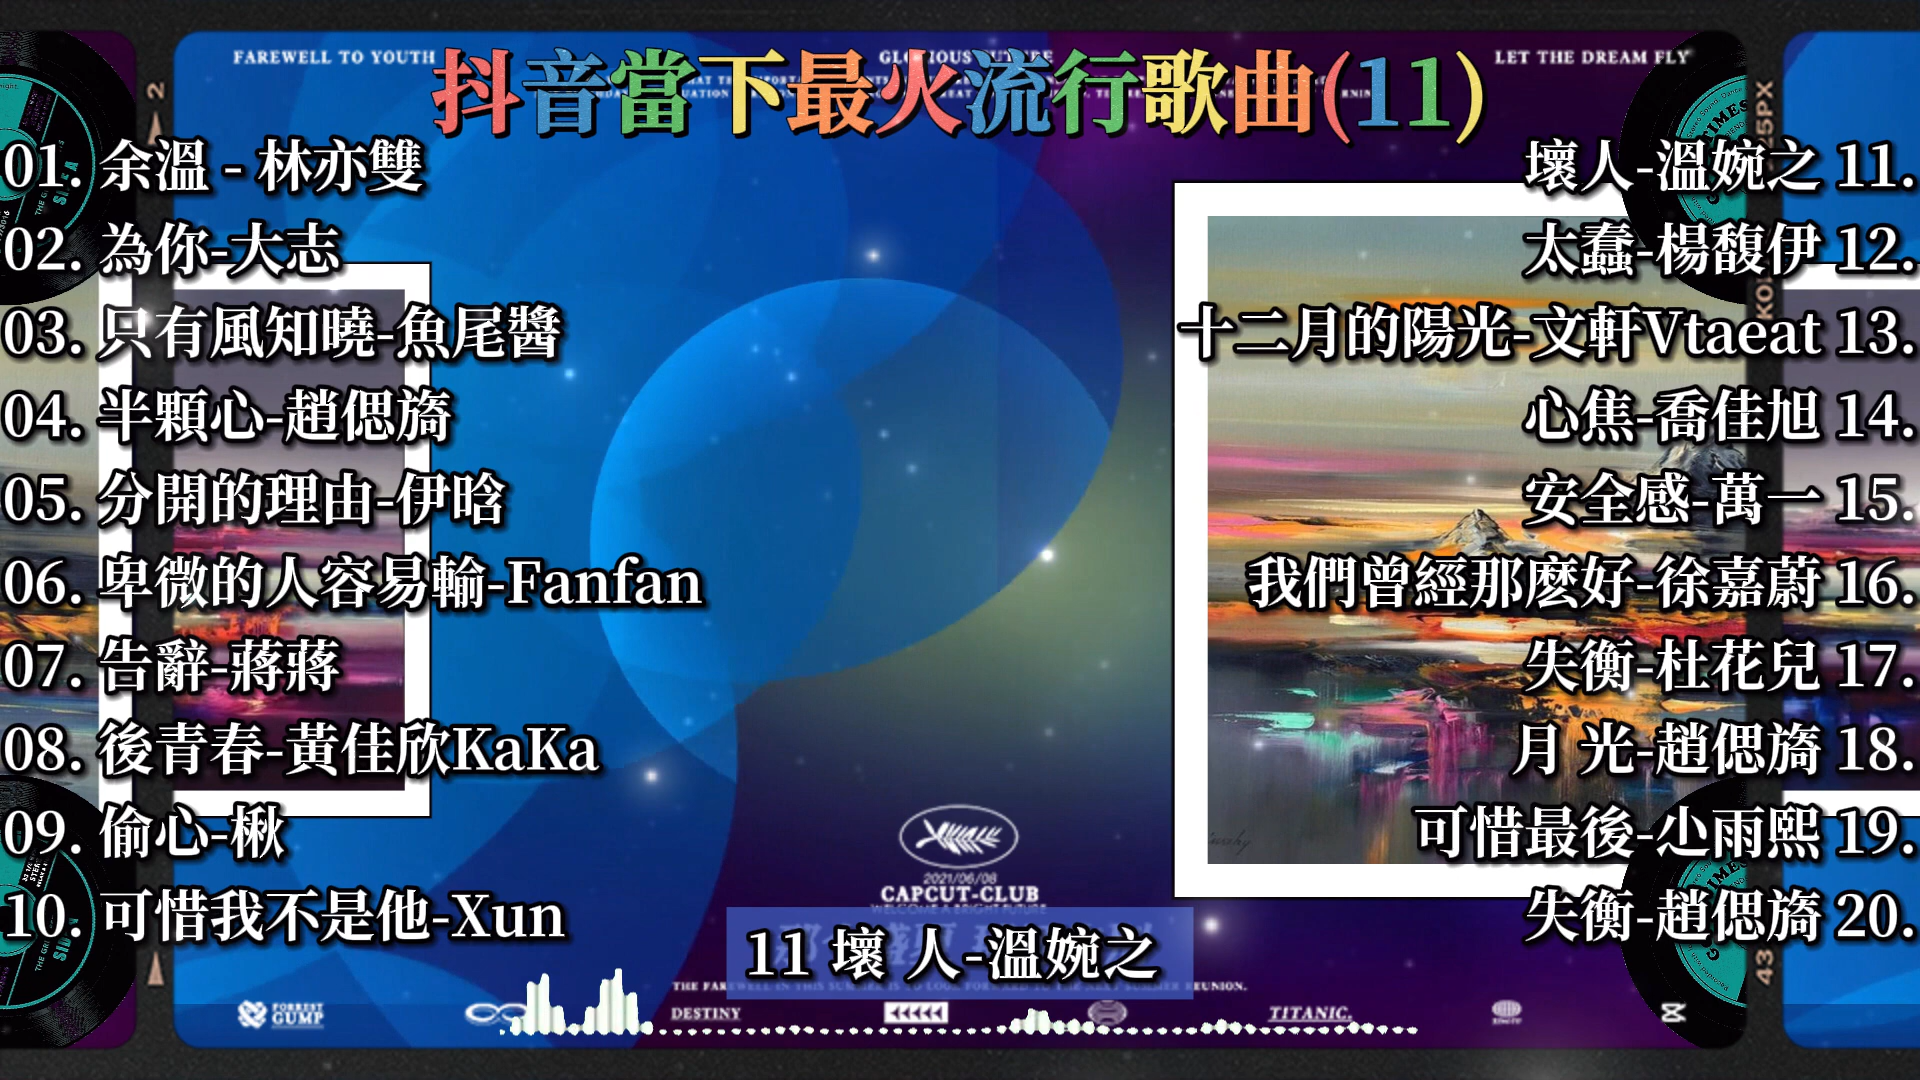 FAREWELL TO YOUTH
LET THE DREAM FLY
抖音當下最火流行歌曲(11)
01. 余溫 - 林亦雙
02. 為你-大志
03. 只有風知曉-魚尾醬
04. 半顆心-趙偲旖
05. 分開的理由-伊晗
06. 卑微的人容易輸-Fanfan
07. 告辭-蔣蔣
08. 後青春-黃佳欣KaKa
09. 偷心-楸
10. 可惜我不是他-Xun
壞人-溫婉之 11.
太蠢-楊馥伊 12.
十二月的陽光-文軒Vtaeat 13.
心焦-喬佳旭 14.
安全感-萬一 15.
我們曾經那麽好-徐嘉蔚 16.
失衡-杜花兒 17.
月 光-趙偲旖 18.
可惜最後-尐雨熙 19.
失衡-趙偲旖 20.
2021/06/08
CAPCUT-CLUB
WELCOME A BRIGHT FUTURE
11 壞 人-溫婉之
FORREST
GUMP
DESTINY
TITANIC.